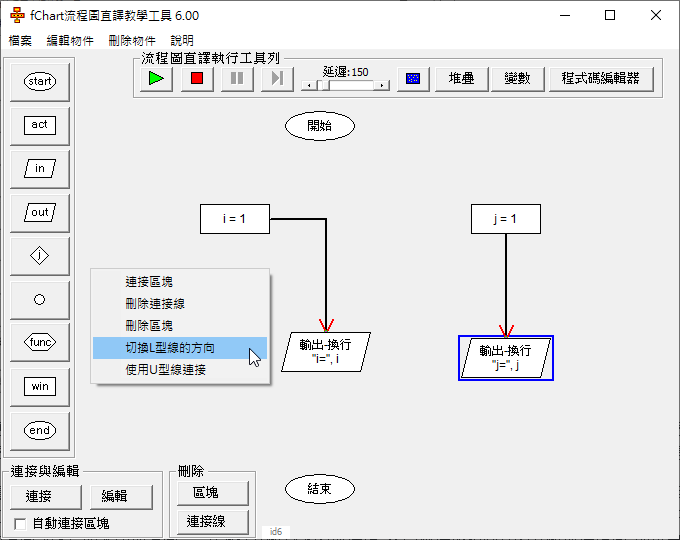 fChart流程圖直譯教學工具 6.00
檔案 編輯物件 刪除物件 說明
流程圖直譯執行工具列
延遲:150
堆疊
變數
程式碼編輯器
start
act
in
out
i
func
win
end
開始
i = 1
j = 1
連接區塊
刪除連接線
刪除區塊
切換L型線的方向
使用U型線連接
輸出-換行
"i=", i
輸出-換行
"j=", j
結束
連接與編輯
連接
編輯
自動連接區塊
刪除
區塊
連接線
id6